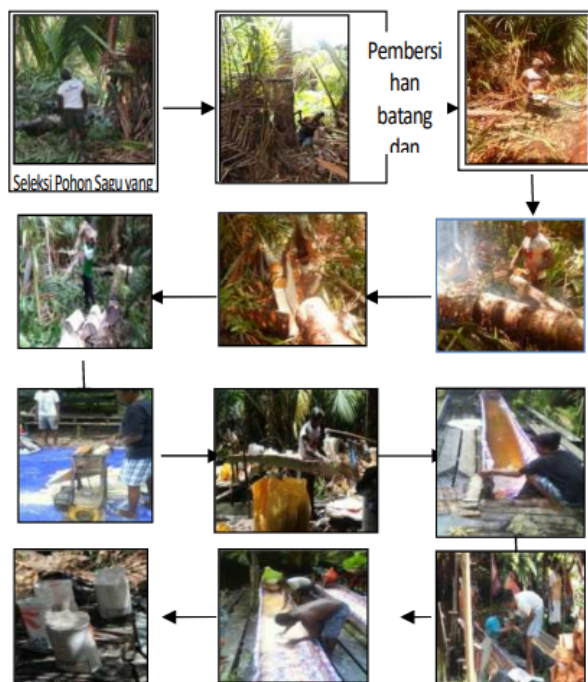 Seleksi Pohon Sagu yang
Pembersi
han
batang
dan